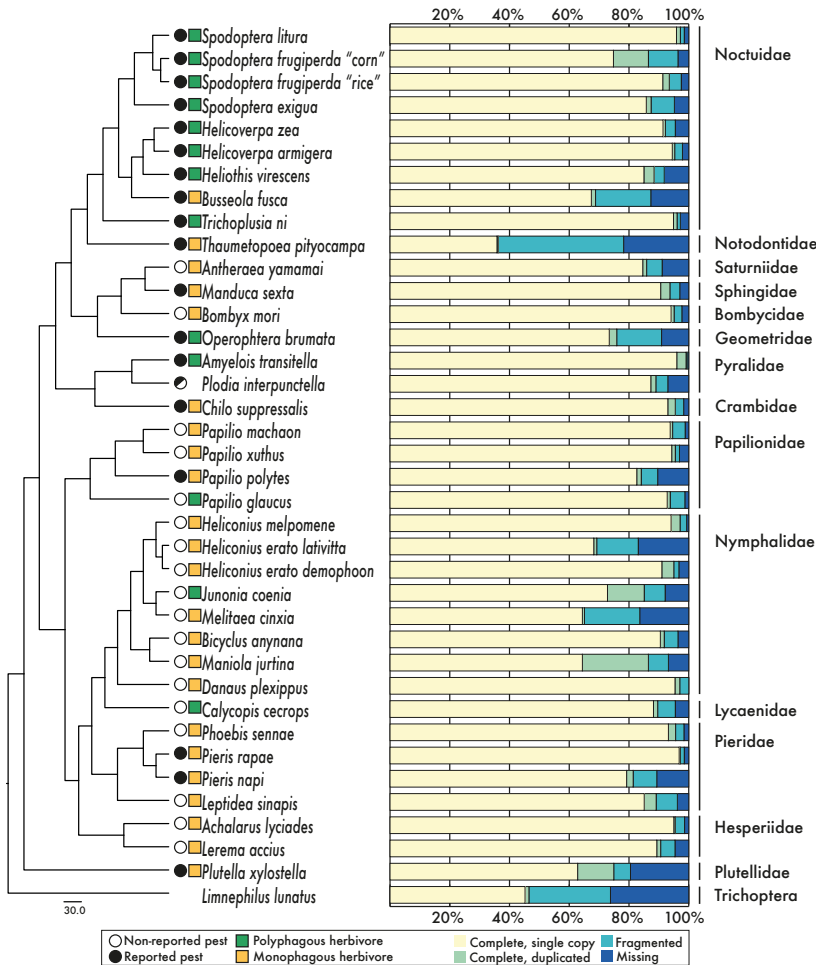 20% 40% 60% 80% 100%
Spodoptera litura
Noctuidae
Spodoptera frugiperda “corn”
Spodoptera frugiperda “rice”
Spodoptera exigua
Helicoverpa zea
Helicoverpa armigera
Heliothis virescens
Busseola fusca
Trichoplusia ni
Thaumetopoea pityocampa Notodontidae
Antheraea yamamai Saturniidae
Manduca sexta Sphingidae
Bombyx mori Bombycidae
Operophtera brumata Geometridae
Amyelois transitella
Pyralidae
Plodia interpunctella
Chilo suppressalis Crambidae
Papilio machaon
Papilionidae
Papilio xuthus
Papilio polytes
Papilio glaucus
Heliconius melpomene
Nymphalidae
Heliconius erato lativitta
Heliconius erato demophoon
Junonia coenia
Melitaea cinxia
Bicyclus anynana
Maniola jurtina
Danaus plexippus
Calycopis cecrops Lycaenidae
Phoebis sennae
Pieridae
Pieris rapae
Pieris napi
Leptidea sinapis
Achalarus lyciades Hesperiidae
Lerema accius
Plutella xylostella Plutellidae
Limnephilus lunatus Trichoptera
30.0
20% 40% 60% 80% 100%
Non-reported pest Polyphagous herbivore Complete, single copy Fragmented
Reported pest Monophagous herbivore Complete, duplicated Missing